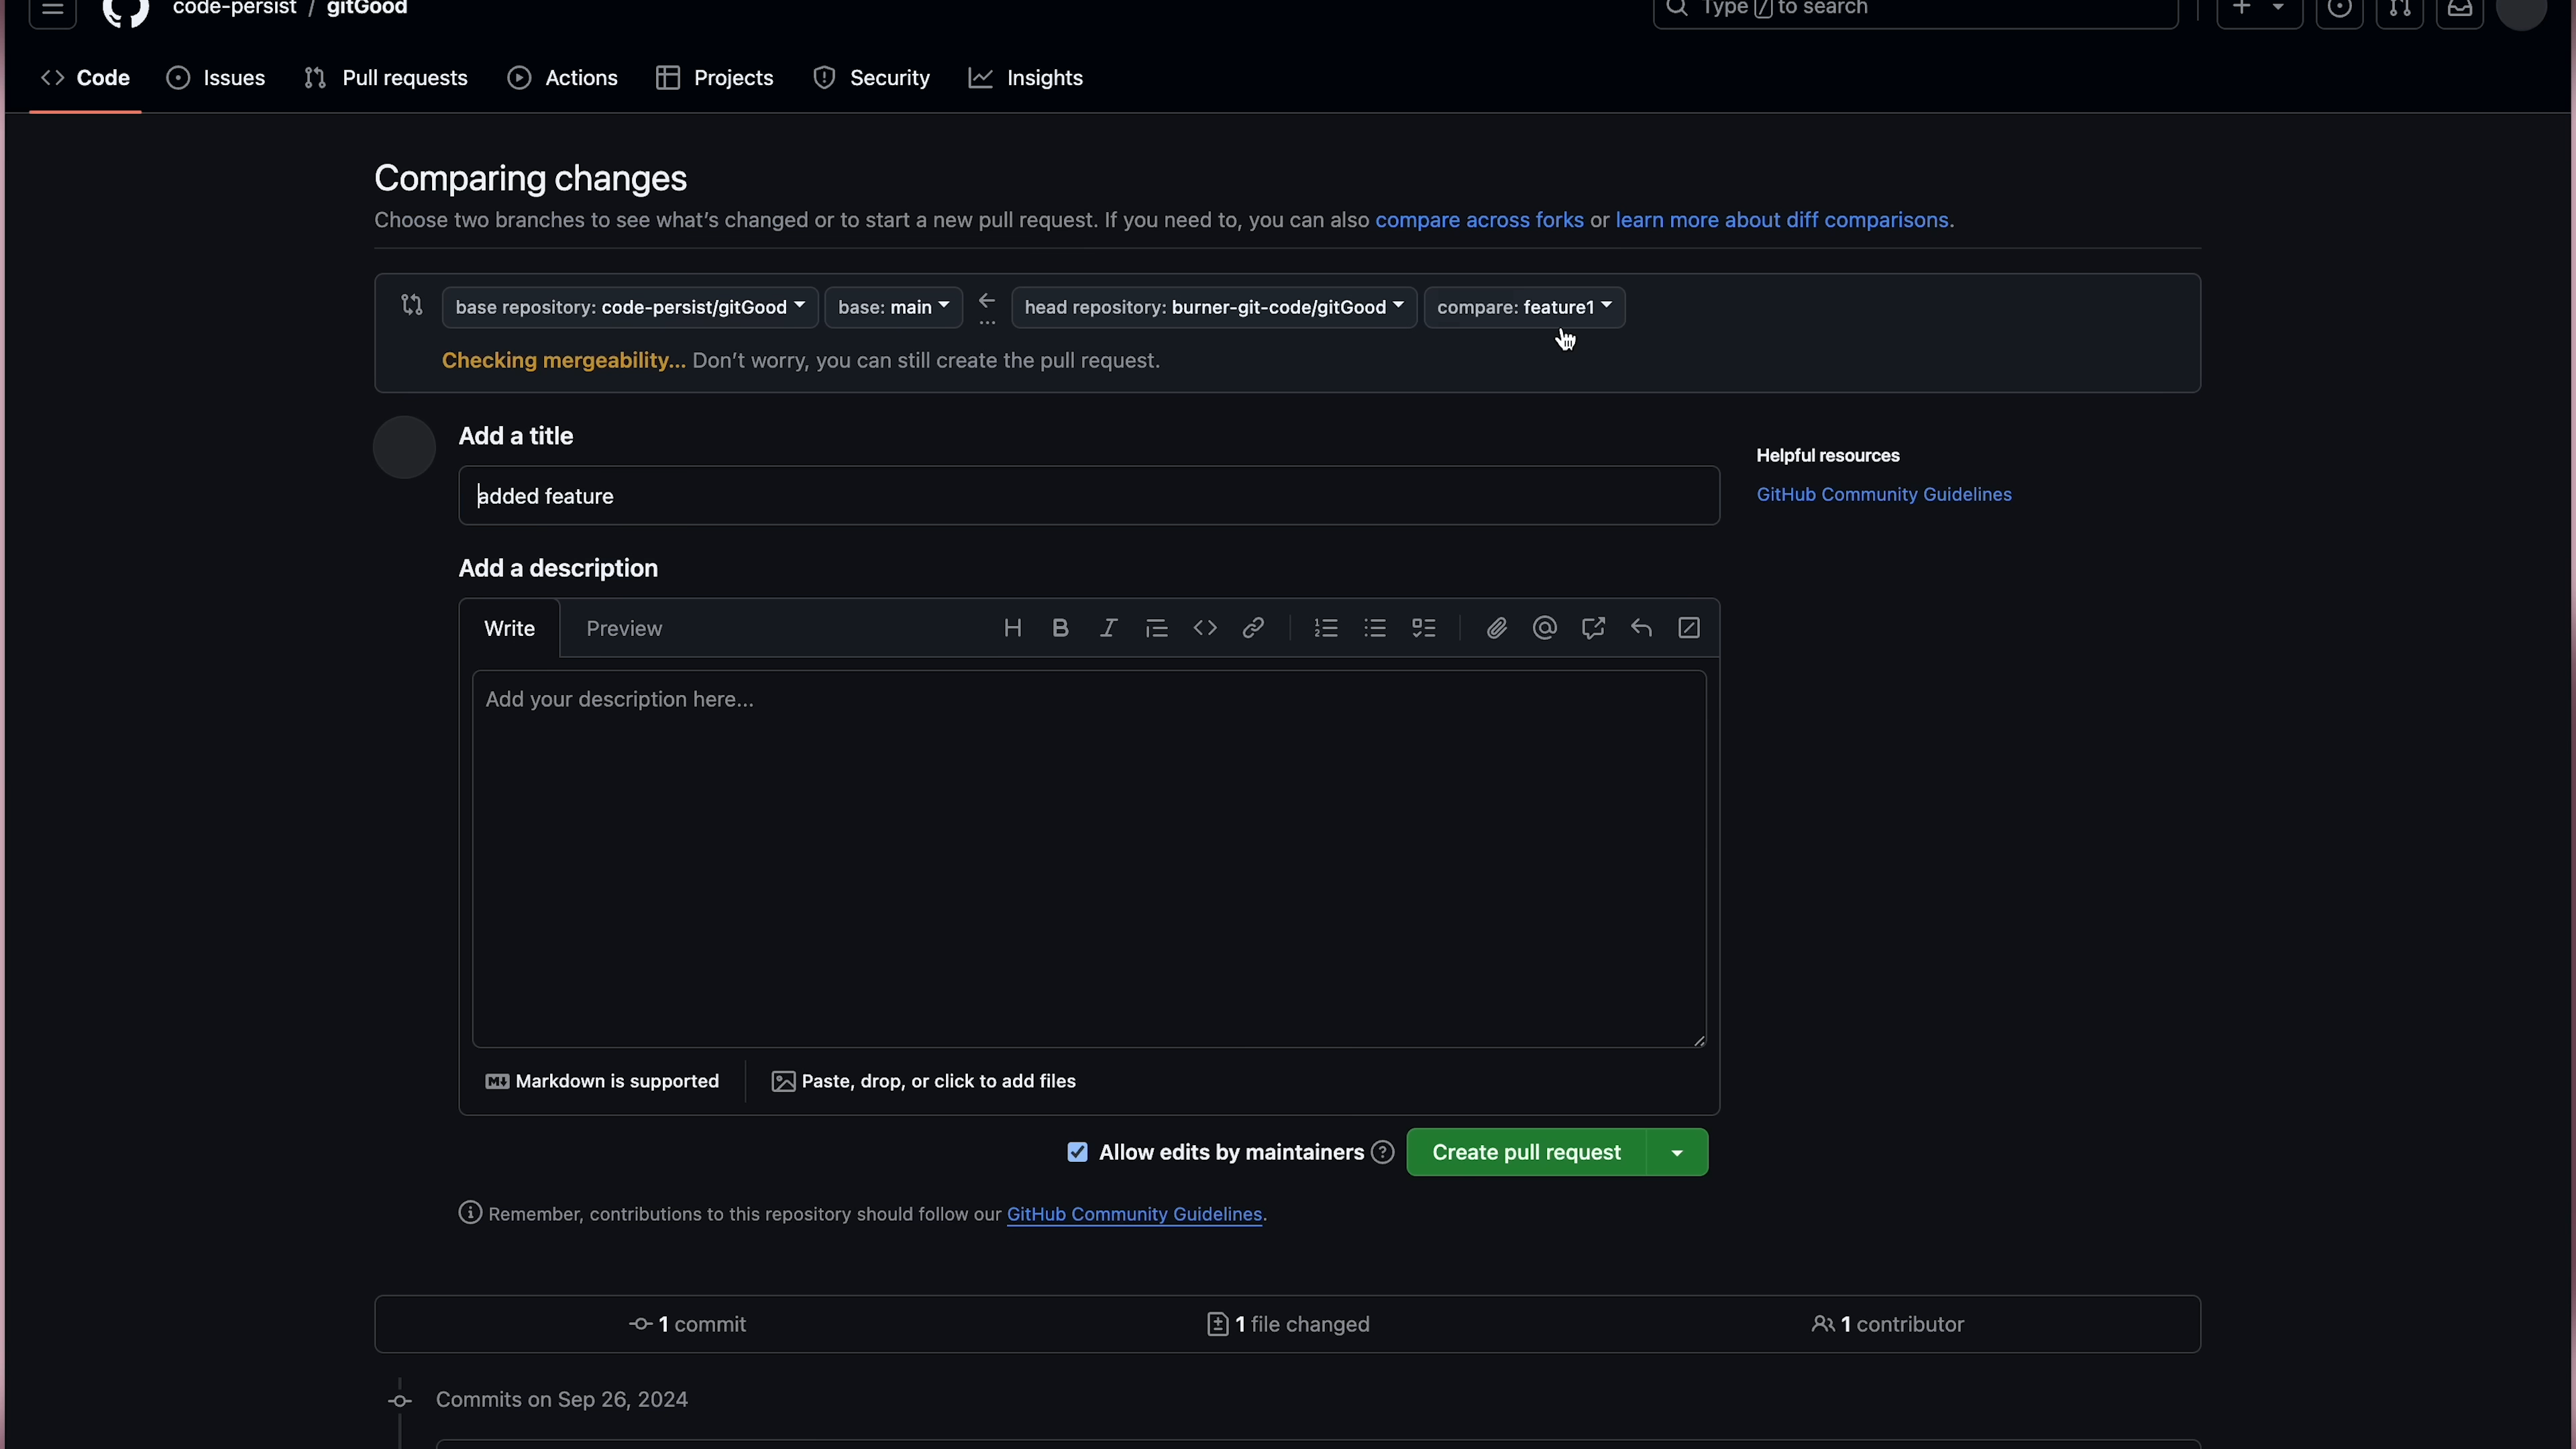 code-persist / gitGood
Type / to search
Code Issues Pull requests Actions Projects Security Insights
Comparing changes
Choose two branches to see what's changed or to start a new pull request. If you need to, you can also compare across forks or learn more about diff comparisons.
base repository: code-persist/gitGood base: main ... head repository: burner-git-code/gitGood compare: feature1
Checking mergeability... Don't worry, you can still create the pull request.
Add a title
added feature
Helpful resources
GitHub Community Guidelines
Add a description
Write Preview
Add your description here...
Markdown is supported Paste, drop, or click to add files
Allow edits by maintainers Create pull request
Remember, contributions to this repository should follow our GitHub Community Guidelines.
1 commit 1 file changed 1 contributor
Commits on Sep 26, 2024